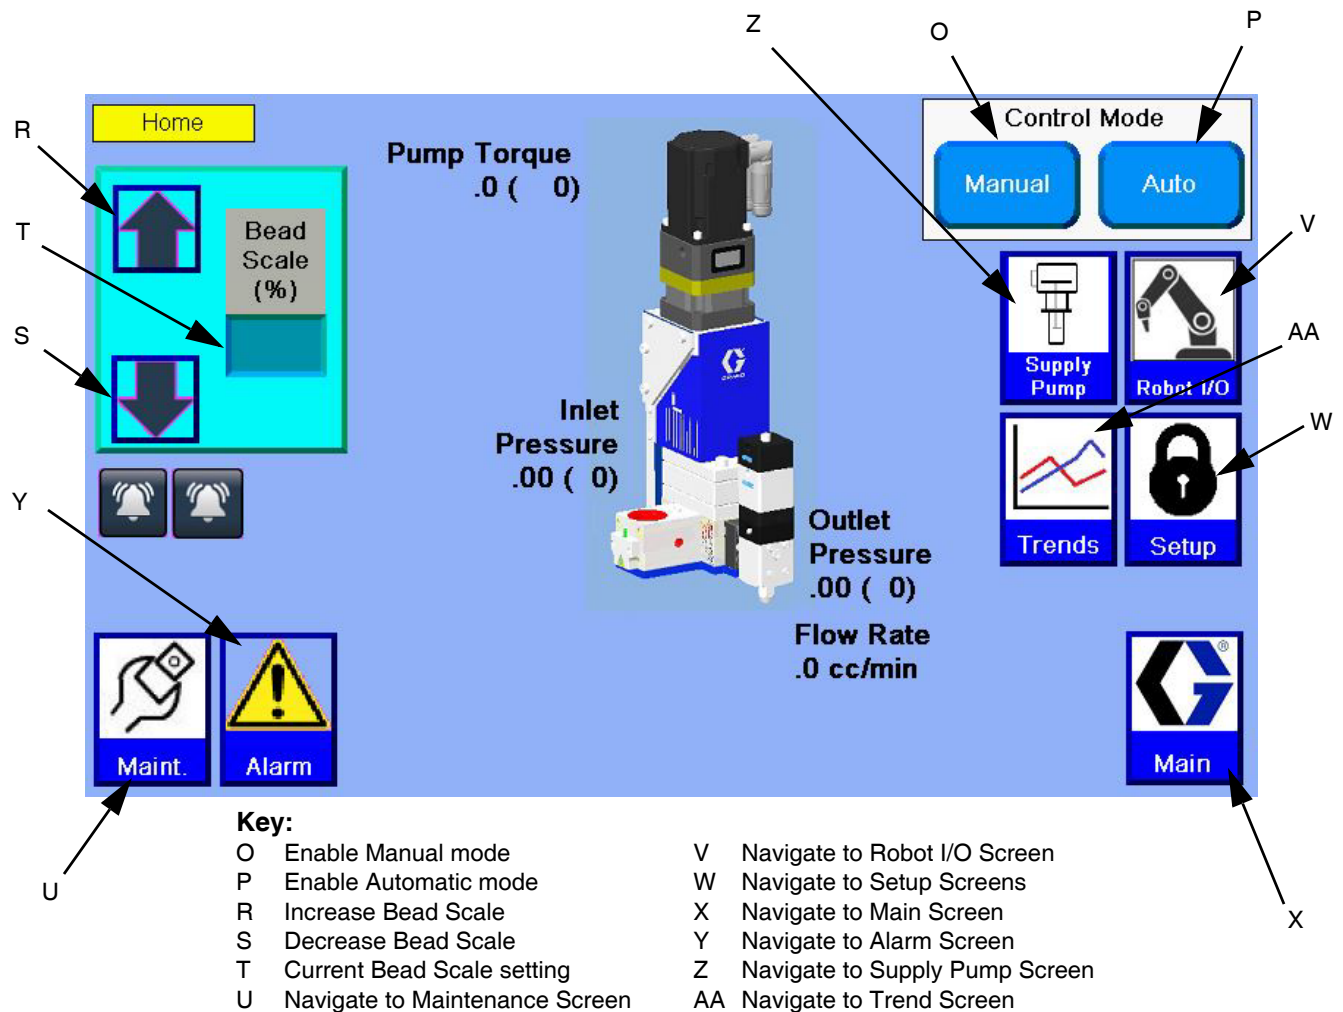 Z
O
P
Home
Control Mode
R
Pump Torque
.0 ( 0)
Manual
Auto
T
Bead
Scale
(%)
V
S
Supply
Pump
Robot I/O
AA
Inlet
Pressure
.00 ( 0)
W
Y
Outlet
Pressure
.00 ( 0)
Trends
Setup
Flow Rate
.0 cc/min
Maint.
Alarm
Main
U
X
Key:
O Enable Manual mode
P Enable Automatic mode
R Increase Bead Scale
S Decrease Bead Scale
T Current Bead Scale setting
U Navigate to Maintenance Screen
V Navigate to Robot I/O Screen
W Navigate to Setup Screens
X Navigate to Main Screen
Y Navigate to Alarm Screen
Z Navigate to Supply Pump Screen
AA Navigate to Trend Screen